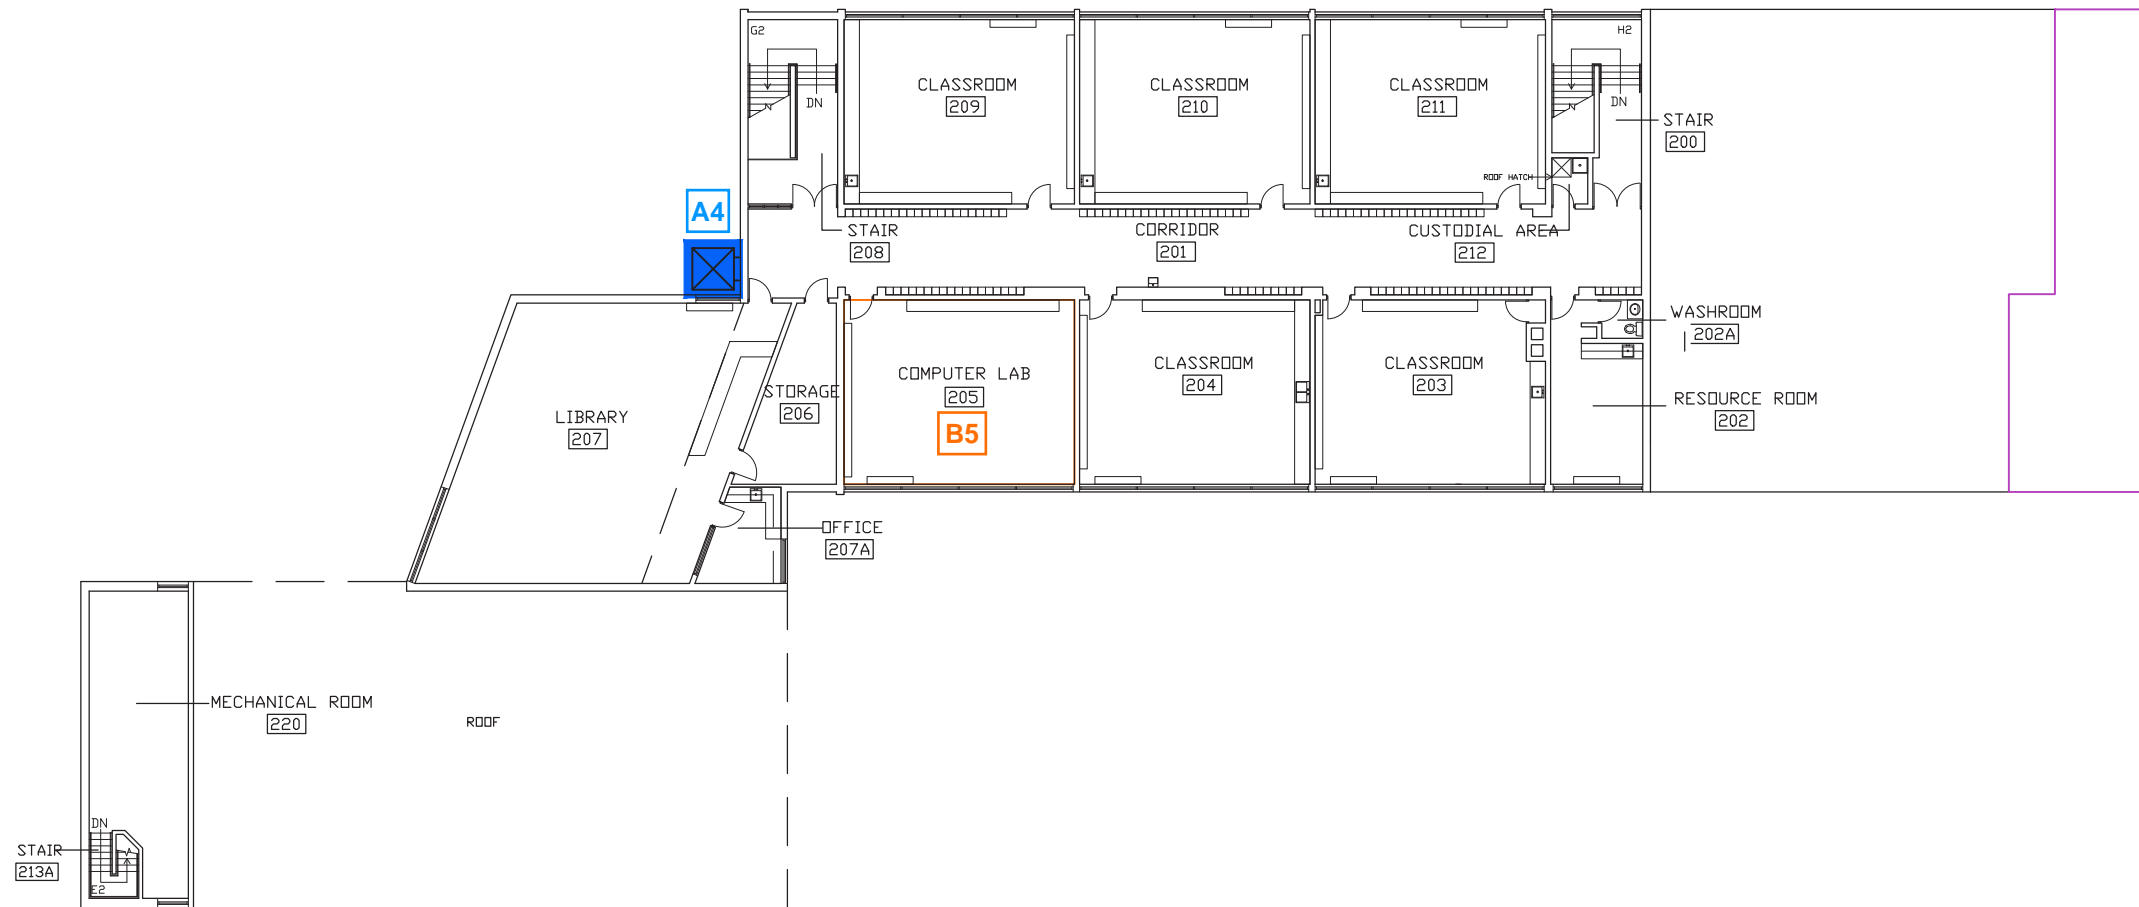 G2
H2
CLASSROOM
209
CLASSROOM
210
CLASSROOM
211
DN
DN
STAIR
200
ROOF HATCH
A4
STAIR
208
CORRIDOR
201
CUSTODIAL AREA
212
WASHROOM
202A
COMPUTER LAB
205
B5
CLASSROOM
204
CLASSROOM
203
STORAGE
206
RESOURCE ROOM
202
LIBRARY
207
OFFICE
207A
MECHANICAL ROOM
220
ROOF
DN
STAIR
213A
E2